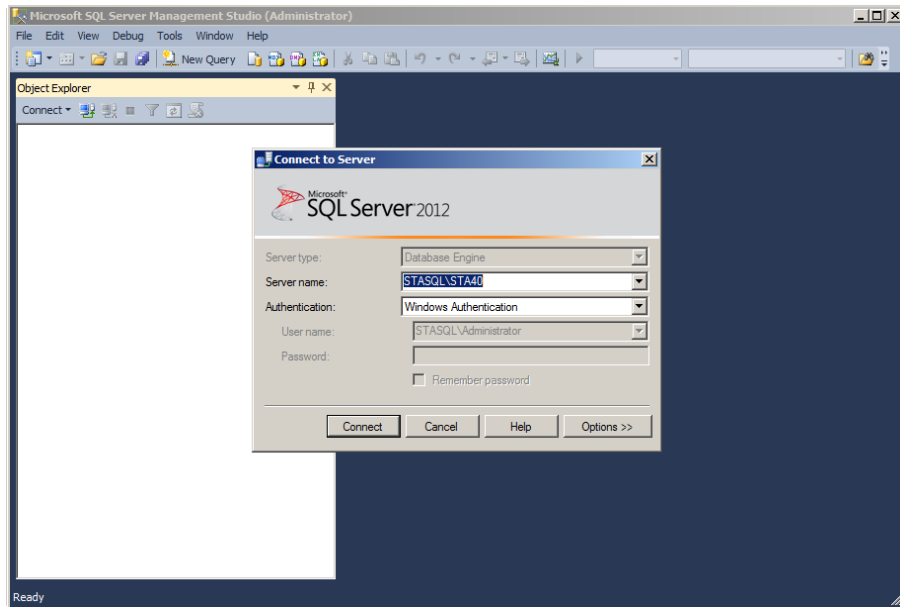 Microsoft SQL Server Management Studio (Administrator)
File Edit View Debug Tools Window Help
New Query
Object Explorer
Connect
Connect to Server
Microsoft
SQL Server 2012
Server type: Database Engine
Server name: STASQL\STA40
Authentication: Windows Authentication
User name: STASQL\Administrator
Password:
Remember password
Connect Cancel Help Options >>
Ready